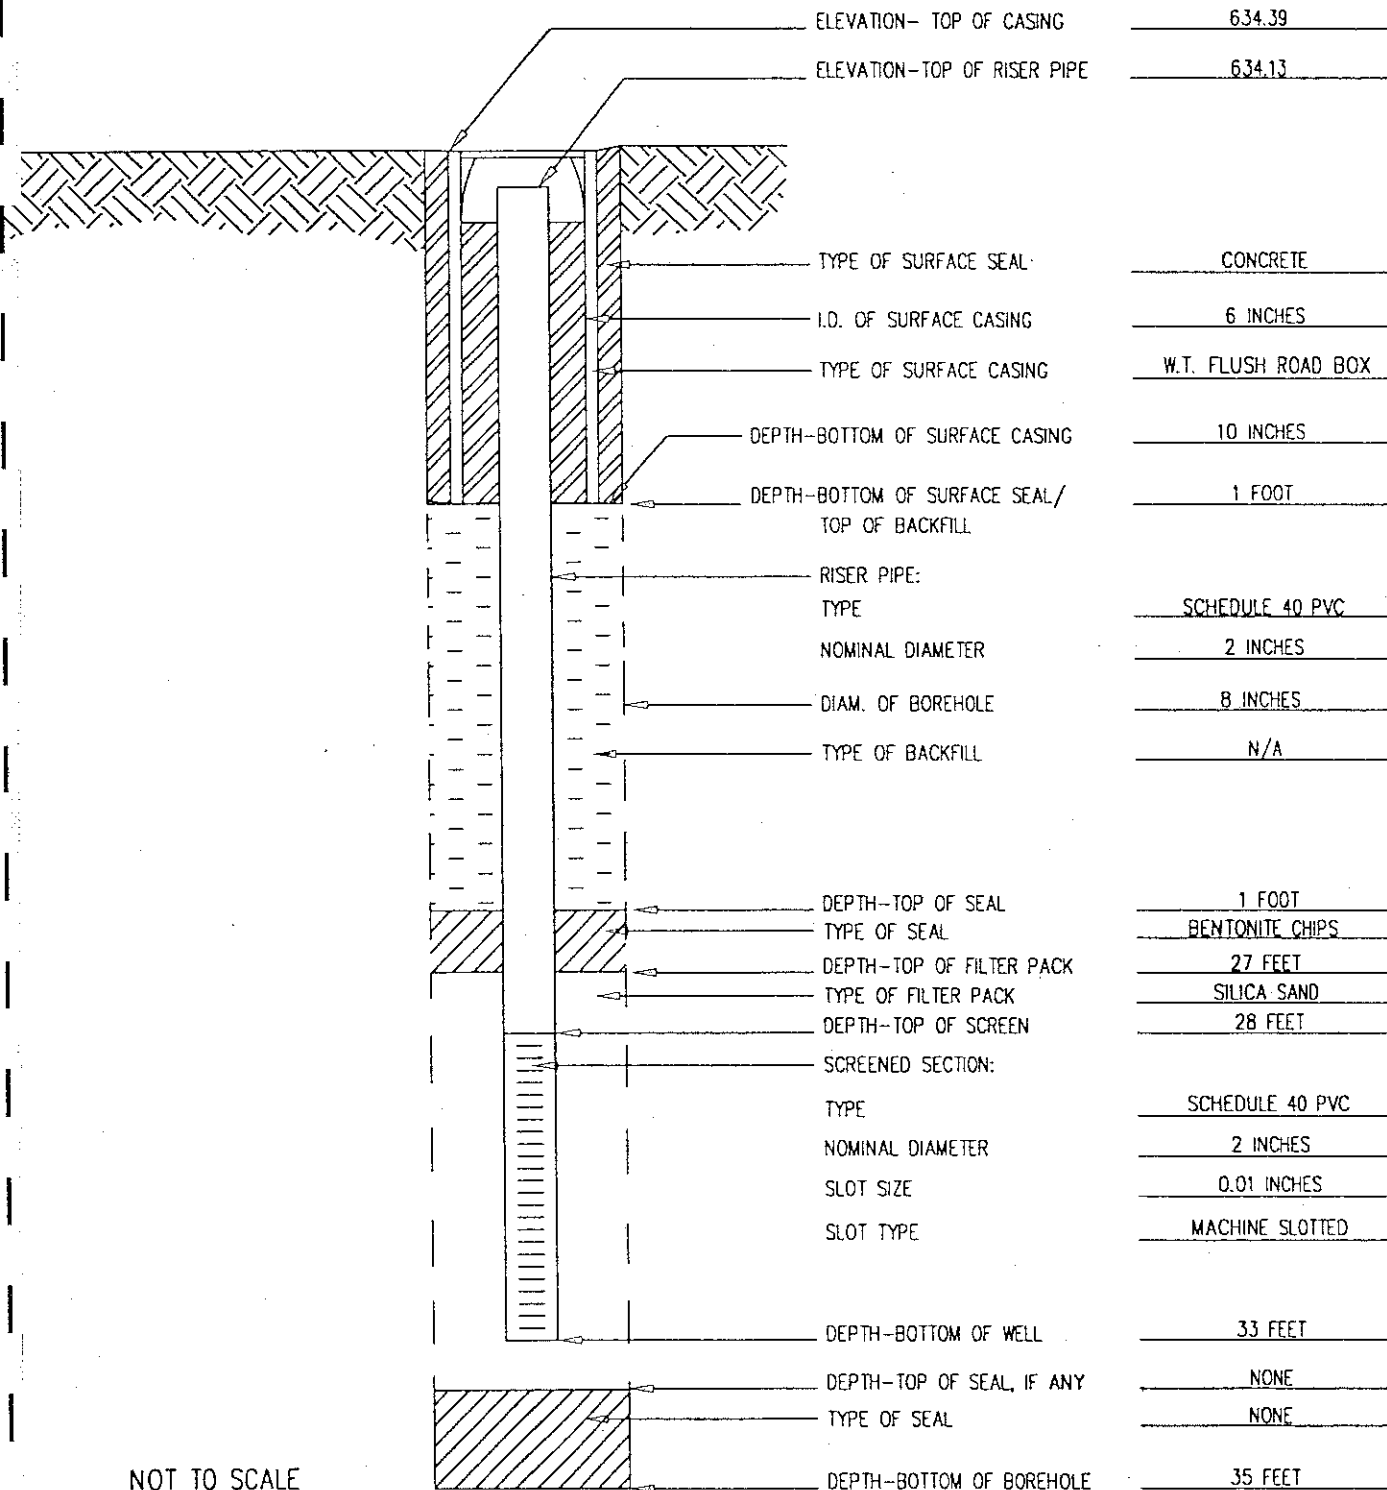 ELEVATION- TOP OF CASING 634.39
ELEVATION-TOP OF RISER PIPE 634.13
TYPE OF SURFACE SEAL CONCRETE
I.D. OF SURFACE CASING 6 INCHES
TYPE OF SURFACE CASING W.T. FLUSH ROAD BOX
DEPTH-BOTTOM OF SURFACE CASING 10 INCHES
DEPTH-BOTTOM OF SURFACE SEAL/ 1 FOOT
TOP OF BACKFILL
RISER PIPE:
TYPE SCHEDULE 40 PVC
NOMINAL DIAMETER 2 INCHES
DIAM. OF BOREHOLE 8 INCHES
TYPE OF BACKFILL N/A
DEPTH-TOP OF SEAL 1 FOOT
TYPE OF SEAL BENTONITE CHIPS
DEPTH-TOP OF FILTER PACK 27 FEET
TYPE OF FILTER PACK SILICA SAND
DEPTH-TOP OF SCREEN 28 FEET
SCREENED SECTION:
TYPE SCHEDULE 40 PVC
NOMINAL DIAMETER 2 INCHES
SLOT SIZE 0.01 INCHES
SLOT TYPE MACHINE SLOTTED
DEPTH-BOTTOM OF WELL 33 FEET
DEPTH-TOP OF SEAL, IF ANY NONE
TYPE OF SEAL NONE
NOT TO SCALE
DEPTH-BOTTOM OF BOREHOLE 35 FEET